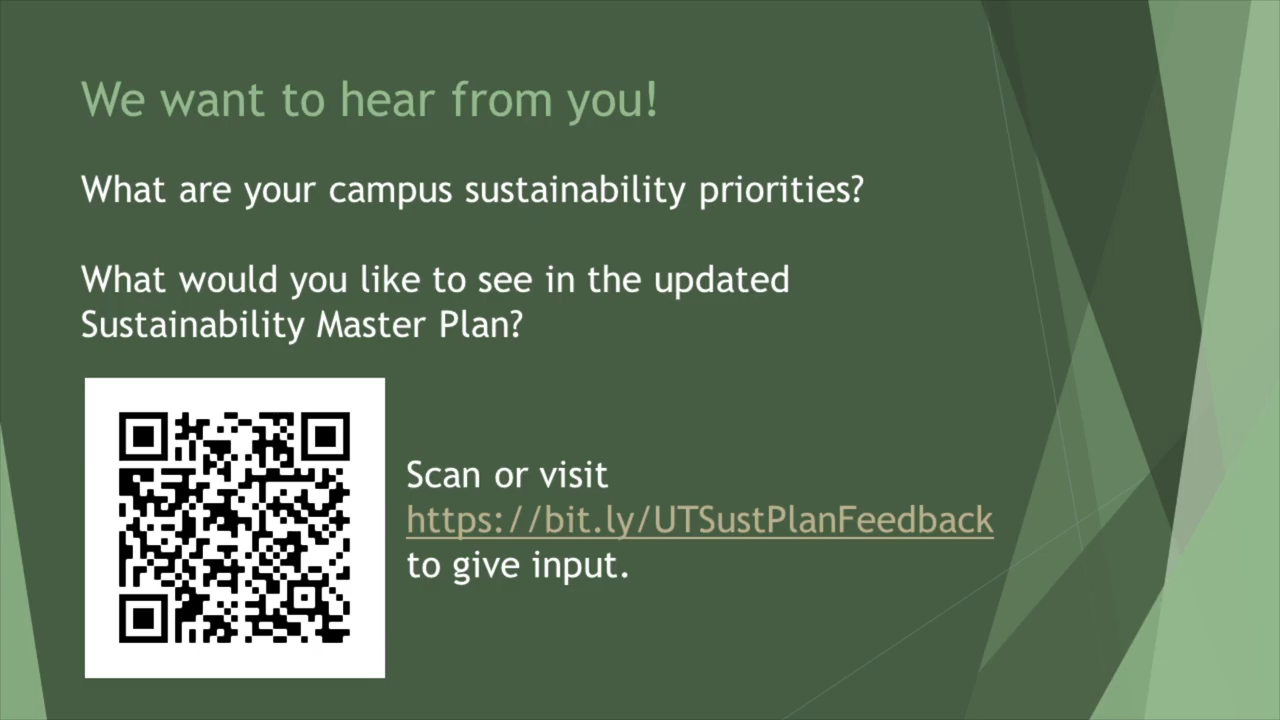 We want to hear from you!
What are your campus sustainability priorities?
What would you like to see in the updated
Sustainability Master Plan?
Scan or visit
https://bit.ly/UTSustPlanFeedback
to give input.